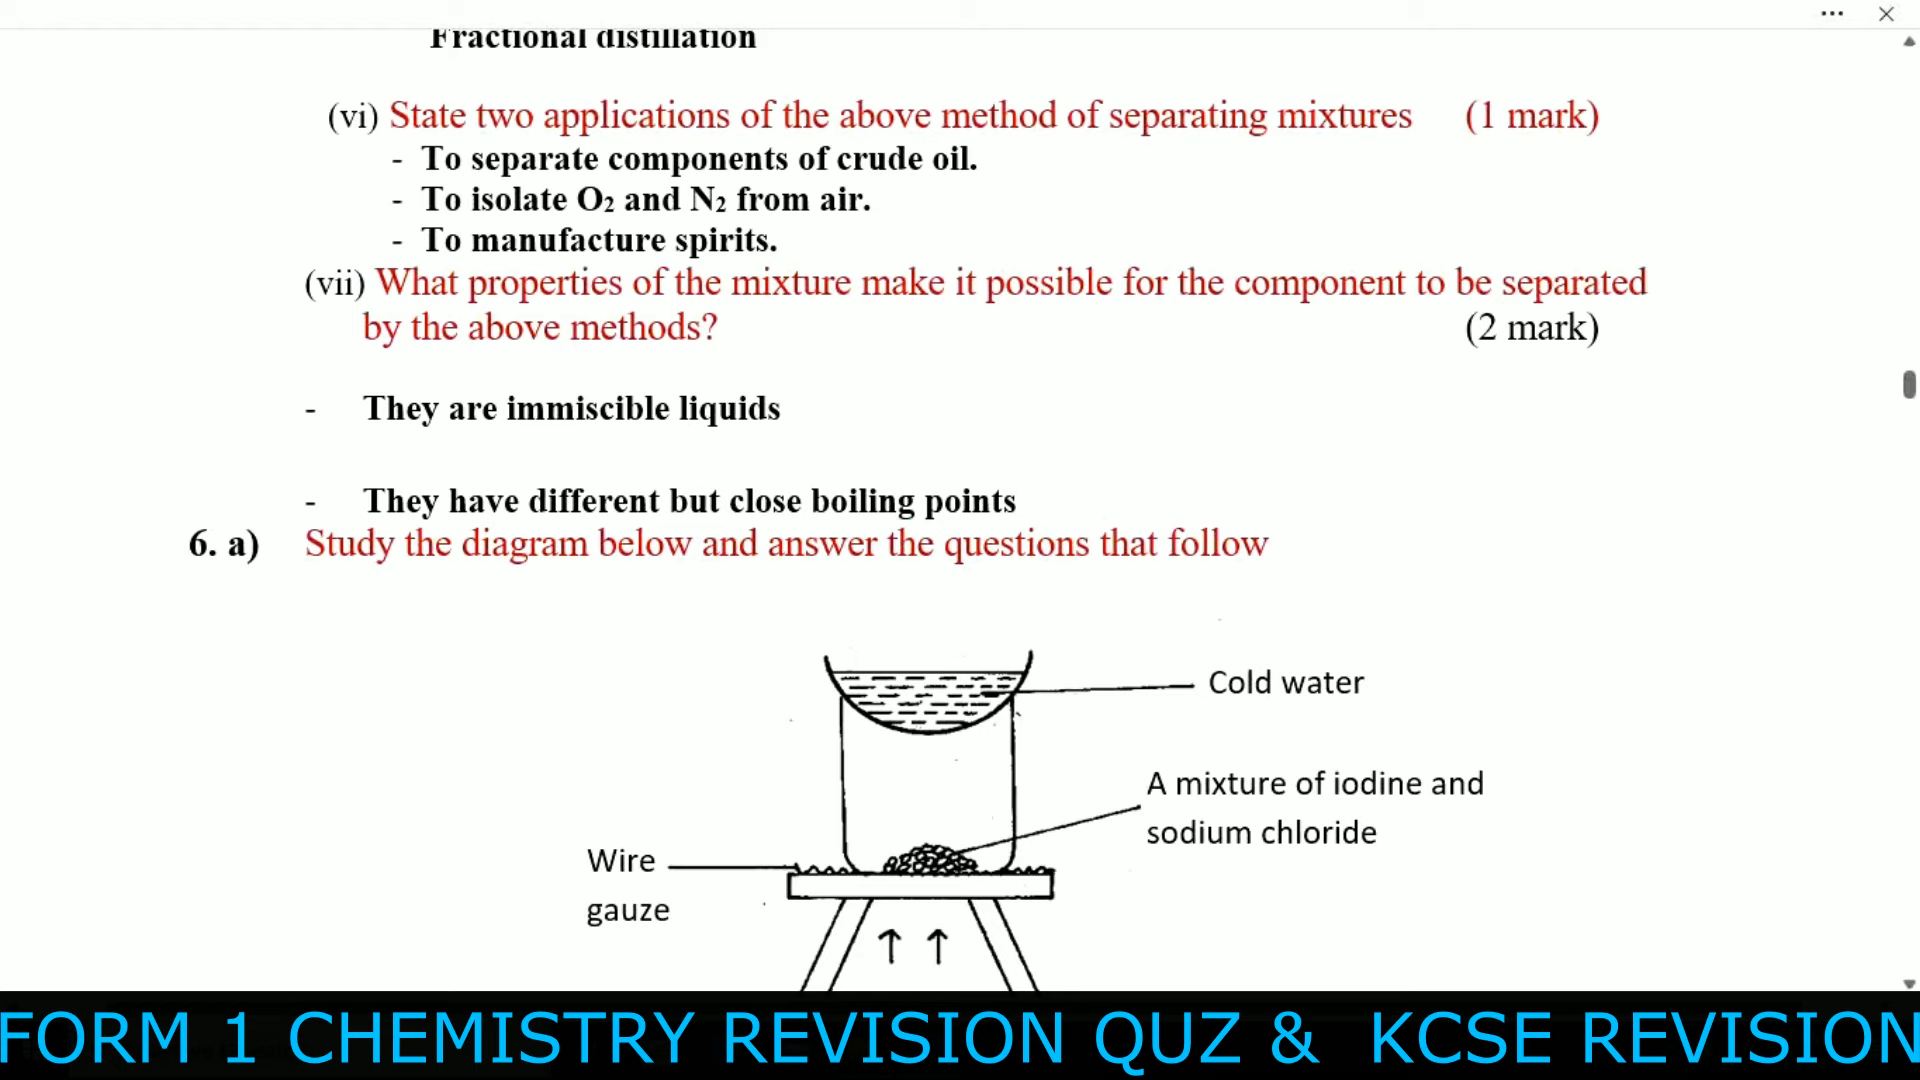 Fractional distillation
(vi) State two applications of the above method of separating mixtures (1 mark)
- To separate components of crude oil.
- To isolate O₂ and N₂ from air.
- To manufacture spirits.
(vii) What properties of the mixture make it possible for the component to be separated
by the above methods? (2 mark)
- They are immiscible liquids
- They have different but close boiling points
6. a) Study the diagram below and answer the questions that follow
Cold water
A mixture of iodine and
sodium chloride
Wire
gauze
FORM 1 CHEMISTRY REVISION QUZ & KCSE REVISION